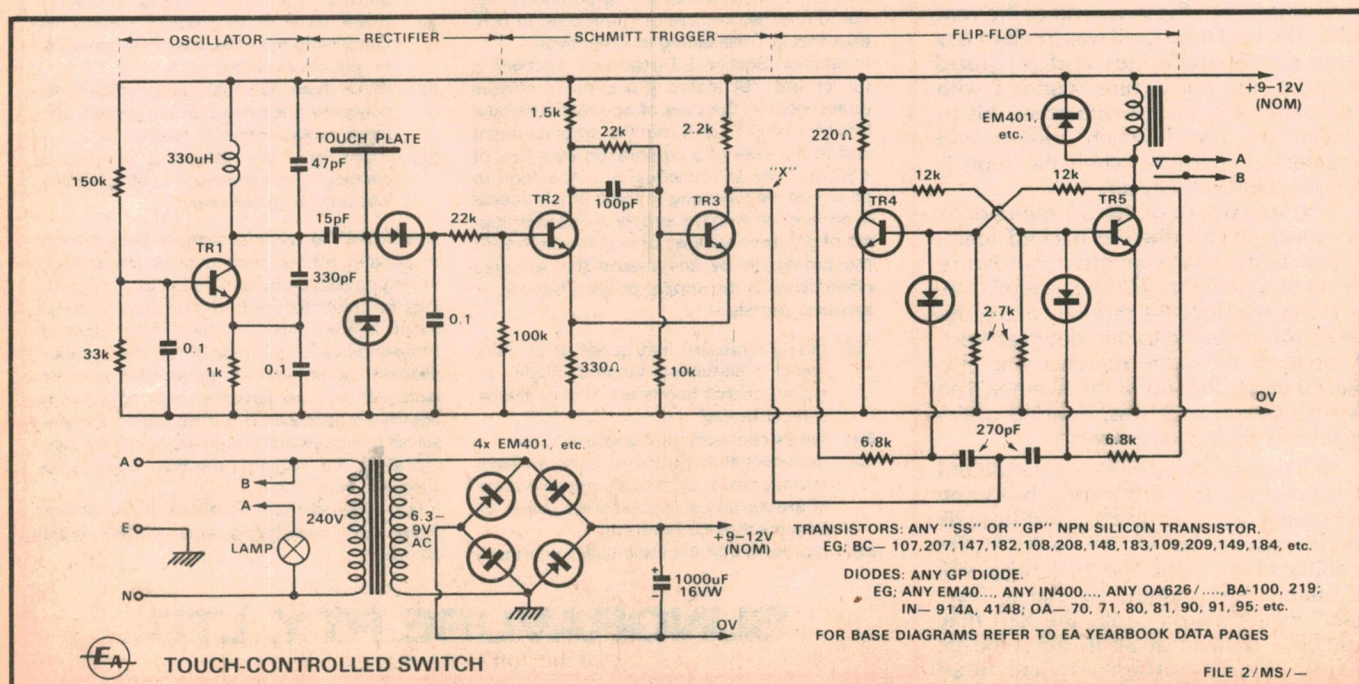 OSCILLATOR
RECTIFIER
SCHMITT TRIGGER
FLIP-FLOP
+9–12V
(NOM)
EM401,
etc.
1.5k
22k
2.2k
220Ω
TOUCH PLATE
330uH
47pF
"X"
A
B
150k
12k
12k
100pF
15pF
22k
TR2
TR3
TR4
TR5
TR1
330pF
2.7k
0.1
33k
0.1
1k
0.1
100k
330Ω
10k
0V
270pF
6.8k
6.8k
A
4x EM401, etc.
B
A
240V
6.3–
9V
AC
E
LAMP
+9–12V
(NOM)
N
1000uF
16VW
+
−
0V
TRANSISTORS: ANY "SS" OR "GP" NPN SILICON TRANSISTOR.
EG; BC— 107,207,147,182,108,208,148,183,109,209,149,184, etc.
DIODES: ANY GP DIODE.
EG; ANY EM40..., ANY IN400..., ANY OA626/....,BA-100, 219;
IN— 914A, 4148; OA— 70, 71, 80, 81, 90, 91, 95; etc.
FOR BASE DIAGRAMS REFER TO EA YEARBOOK DATA PAGES
EA
TOUCH-CONTROLLED SWITCH
FILE 2/MS/—